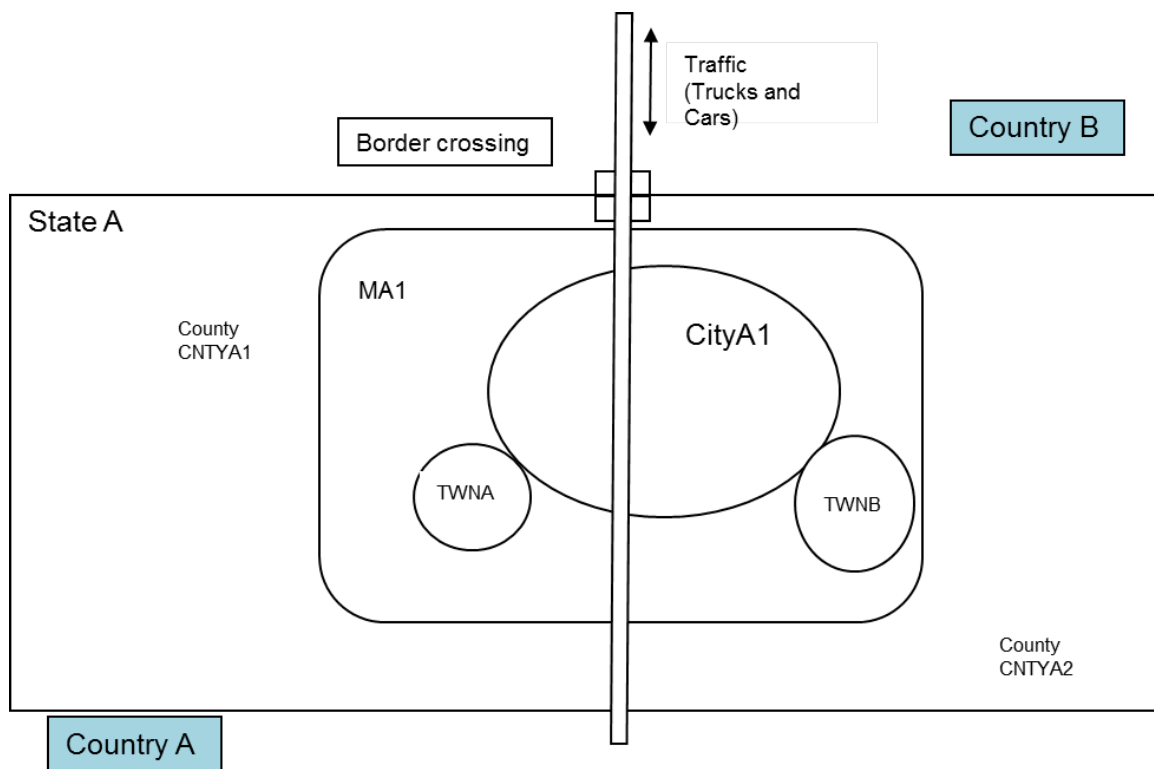 Traffic
(Trucks and
Cars)
Country B
Border crossing
State A
MA1
County
CNTYA1
CityA1
TWNA
TWNB
County
CNTYA2
Country A